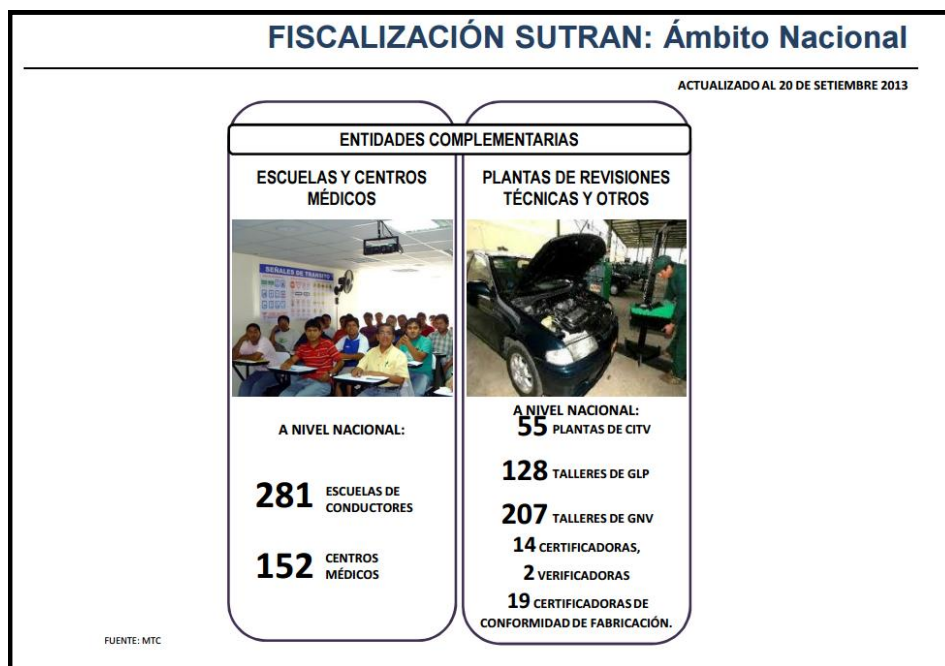 FISCALIZACIÓN SUTRAN: Ámbito Nacional
ACTUALIZADO AL 20 DE SETIEMBRE 2013
ENTIDADES COMPLEMENTARIAS
ESCUELAS Y CENTROS
MÉDICOS
SEÑALES DE TRANSITO
A NIVEL NACIONAL:
281 ESCUELAS DE
CONDUCTORES
152 CENTROS
MÉDICOS
PLANTAS DE REVISIONES
TÉCNICAS Y OTROS
A NIVEL NACIONAL:
55 PLANTAS DE CITV
128 TALLERES DE GLP
207 TALLERES DE GNV
14 CERTIFICADORAS,
2 VERIFICADORAS
19 CERTIFICADORAS DE
CONFORMIDAD DE FABRICACIÓN.
FUENTE: MTC